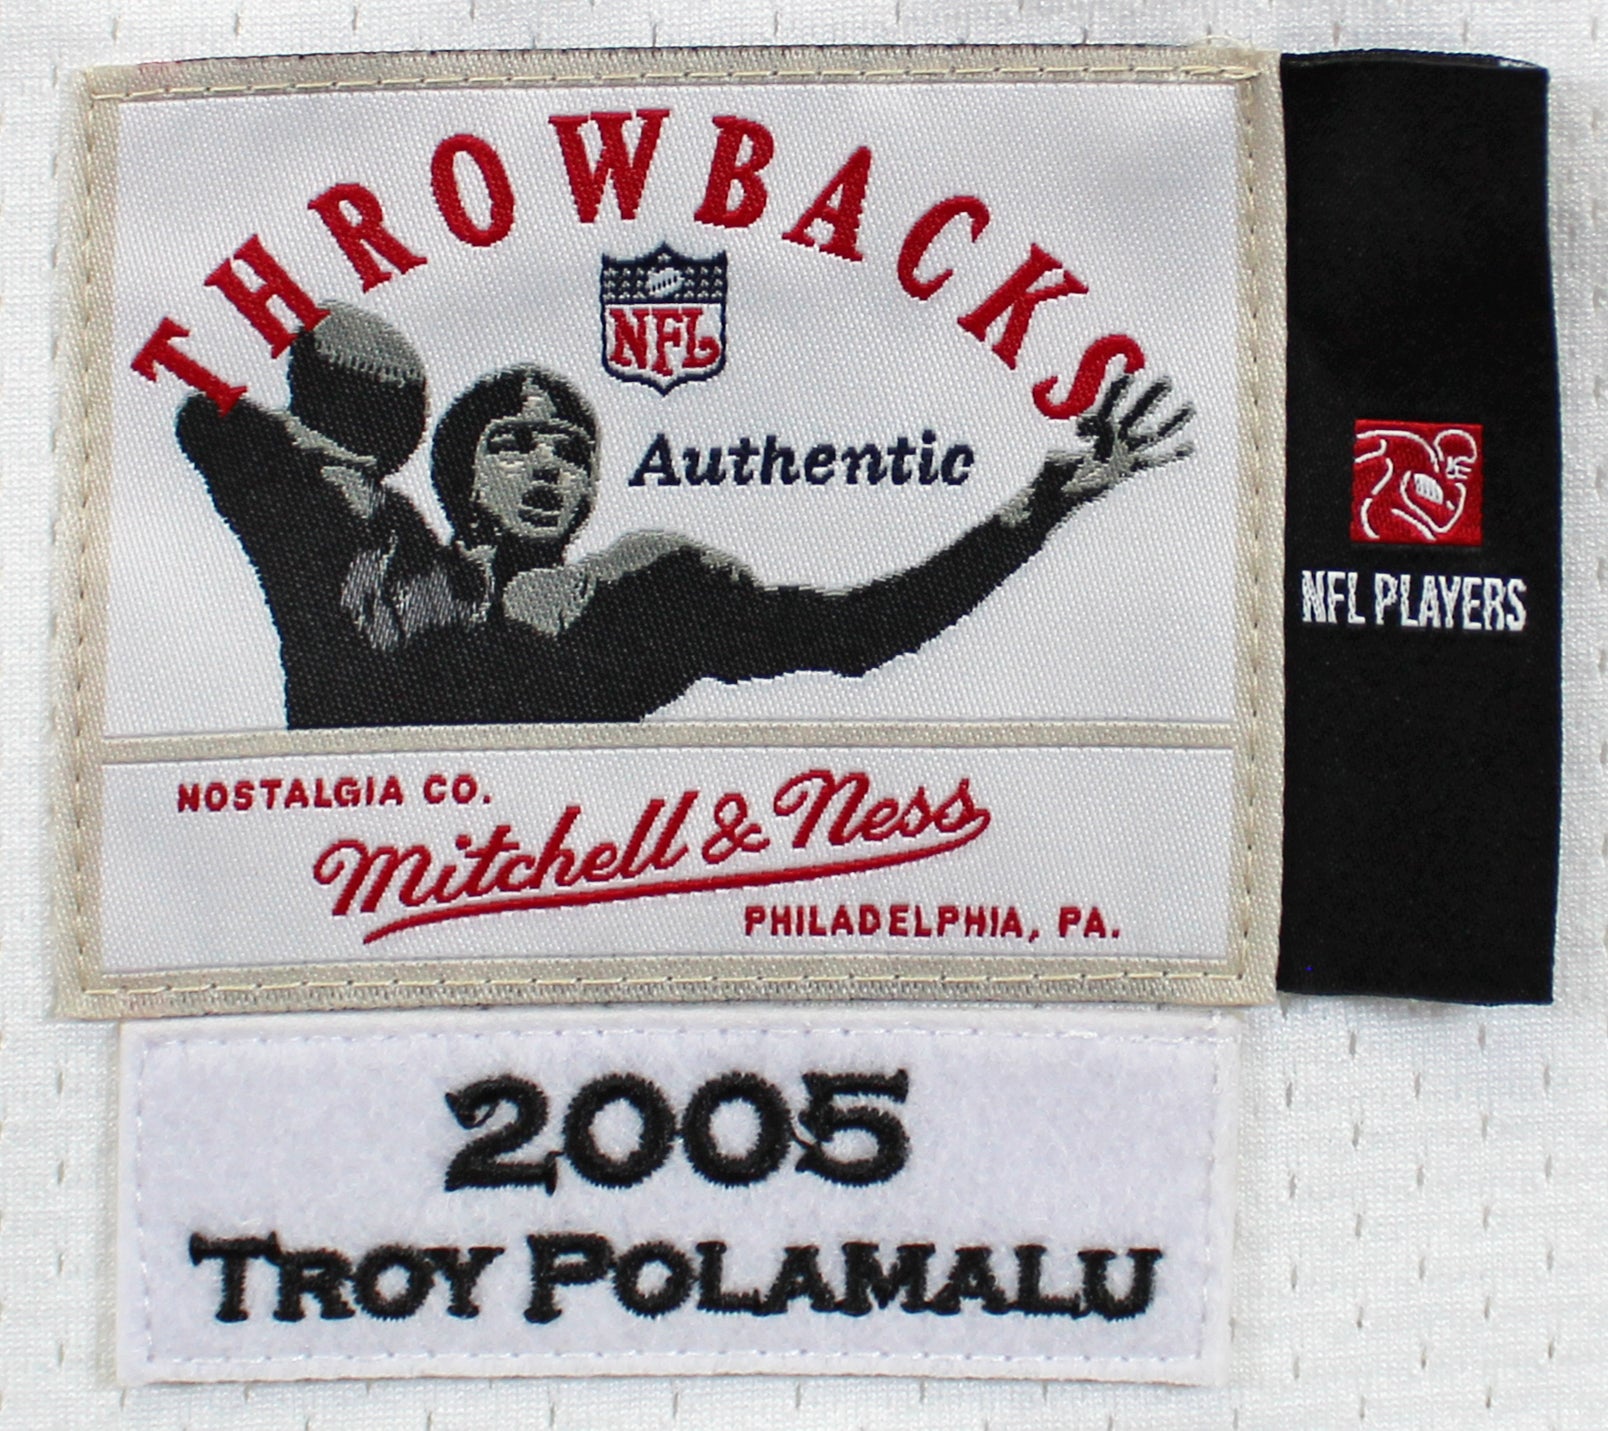 THROWBACKS
NFL
Authentic
NOSTALGIA CO.
Mitchell & Ness
PHILADELPHIA, PA.
NFL PLAYERS
2005
TROY POLAMALU